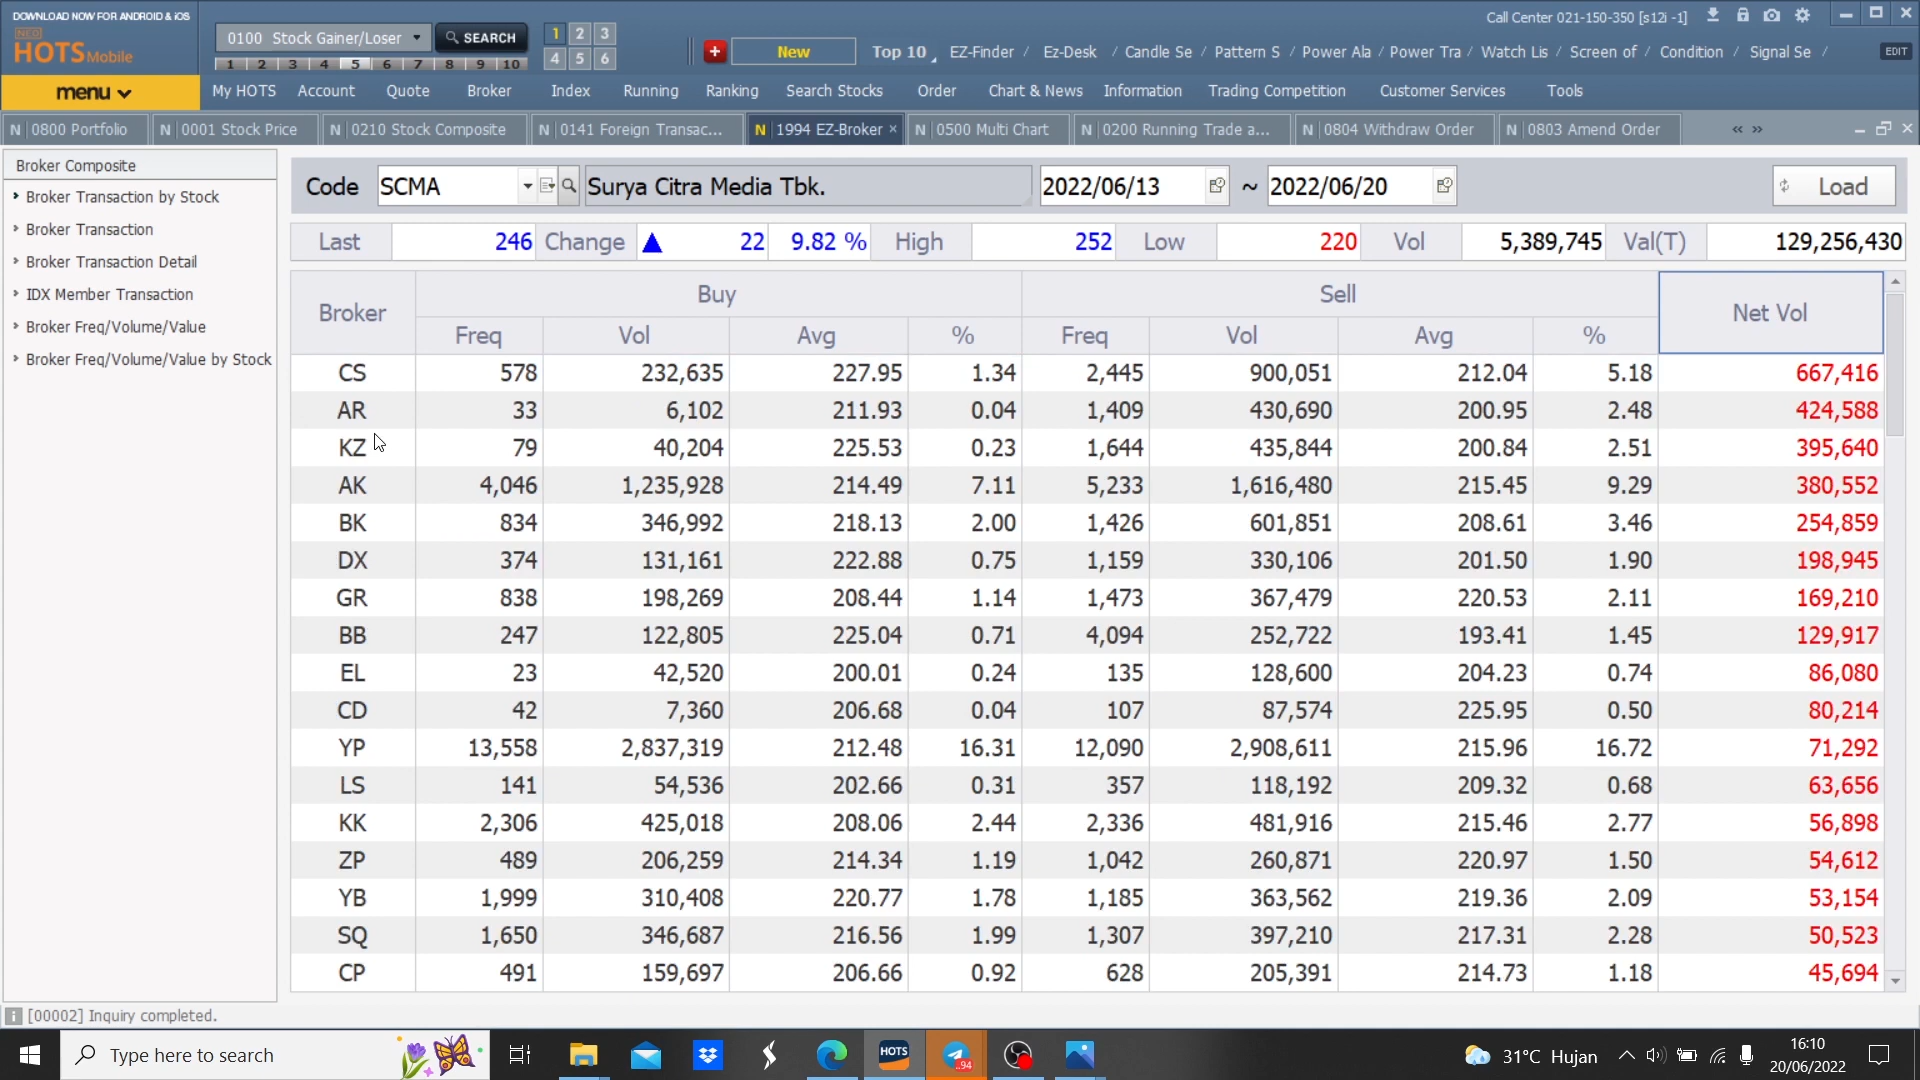 DOWNLOAD NOW FOR ANDROID & iOS
NEO
HOTS Mobile
0100 Stock Gainer/Loser
SEARCH
1 2 3 4 5 6 7 8 9 10
1 2 3
4 5 6
Call Center 021-150-350 [s12i -1]
New
Top 10
EZ-Finder / Ez-Desk / Candle Se / Pattern S / Power Ala / Power Tra / Watch Lis / Screen of / Condition / Signal Se /
EDIT
menu
My HOTS Account Quote Broker Index Running Ranking Search Stocks Order Chart & News Information Trading Competition Customer Services Tools
N 0800 Portfolio N 0001 Stock Price N 0210 Stock Composite N 0141 Foreign Transac... N 1994 EZ-Broker × N 0500 Multi Chart N 0200 Running Trade a... N 0804 Withdraw Order N 0803 Amend Order « »
Broker Composite
Broker Transaction by Stock
Broker Transaction
Broker Transaction Detail
IDX Member Transaction
Broker Freq/Volume/Value
Broker Freq/Volume/Value by Stock
Code SCMA Surya Citra Media Tbk. 2022/06/13 ~ 2022/06/20 Load
Last 246 Change ▲ 22 9.82 % High 252 Low 220 Vol 5,389,745 Val(T) 129,256,430
Broker Buy Sell Net Vol
Freq Vol Avg % Freq Vol Avg %
CS 578 232,635 227.95 1.34 2,445 900,051 212.04 5.18 667,416
AR 33 6,102 211.93 0.04 1,409 430,690 200.95 2.48 424,588
KZ 79 40,204 225.53 0.23 1,644 435,844 200.84 2.51 395,640
AK 4,046 1,235,928 214.49 7.11 5,233 1,616,480 215.45 9.29 380,552
BK 834 346,992 218.13 2.00 1,426 601,851 208.61 3.46 254,859
DX 374 131,161 222.88 0.75 1,159 330,106 201.50 1.90 198,945
GR 838 198,269 208.44 1.14 1,473 367,479 220.53 2.11 169,210
BB 247 122,805 225.04 0.71 4,094 252,722 193.41 1.45 129,917
EL 23 42,520 200.01 0.24 135 128,600 204.23 0.74 86,080
CD 42 7,360 206.68 0.04 107 87,574 225.95 0.50 80,214
YP 13,558 2,837,319 212.48 16.31 12,090 2,908,611 215.96 16.72 71,292
LS 141 54,536 202.66 0.31 357 118,192 209.32 0.68 63,656
KK 2,306 425,018 208.06 2.44 2,336 481,916 215.46 2.77 56,898
ZP 489 206,259 214.34 1.19 1,042 260,871 220.97 1.50 54,612
YB 1,999 310,408 220.77 1.78 1,185 363,562 219.36 2.09 53,154
SQ 1,650 346,687 216.56 1.99 1,307 397,210 217.31 2.28 50,523
CP 491 159,697 206.66 0.92 628 205,391 214.73 1.18 45,694
[00002] Inquiry completed.
Type here to search
HOTS
94
31°C Hujan
16:10
20/06/2022